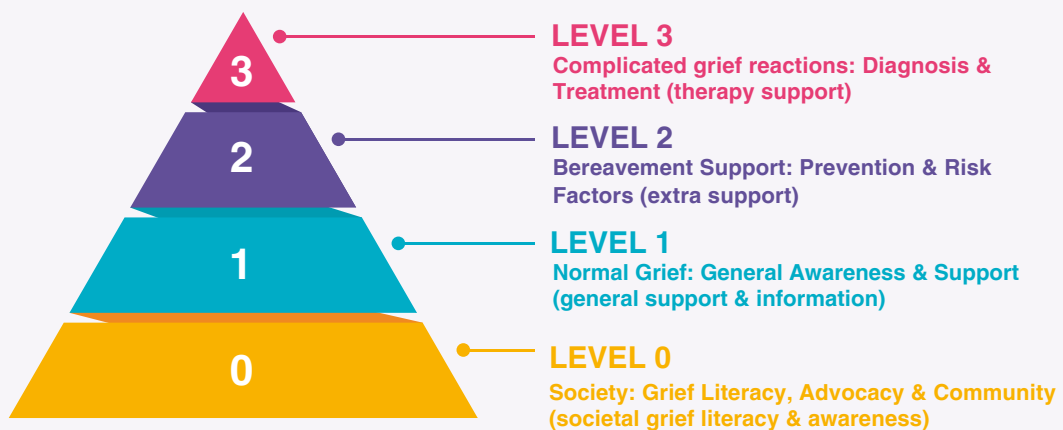 3
LEVEL 3
Complicated grief reactions: Diagnosis &
Treatment (therapy support)
2
LEVEL 2
Bereavement Support: Prevention & Risk
Factors (extra support)
1
LEVEL 1
Normal Grief: General Awareness & Support
(general support & information)
0
LEVEL 0
Society: Grief Literacy, Advocacy & Community
(societal grief literacy & awareness)